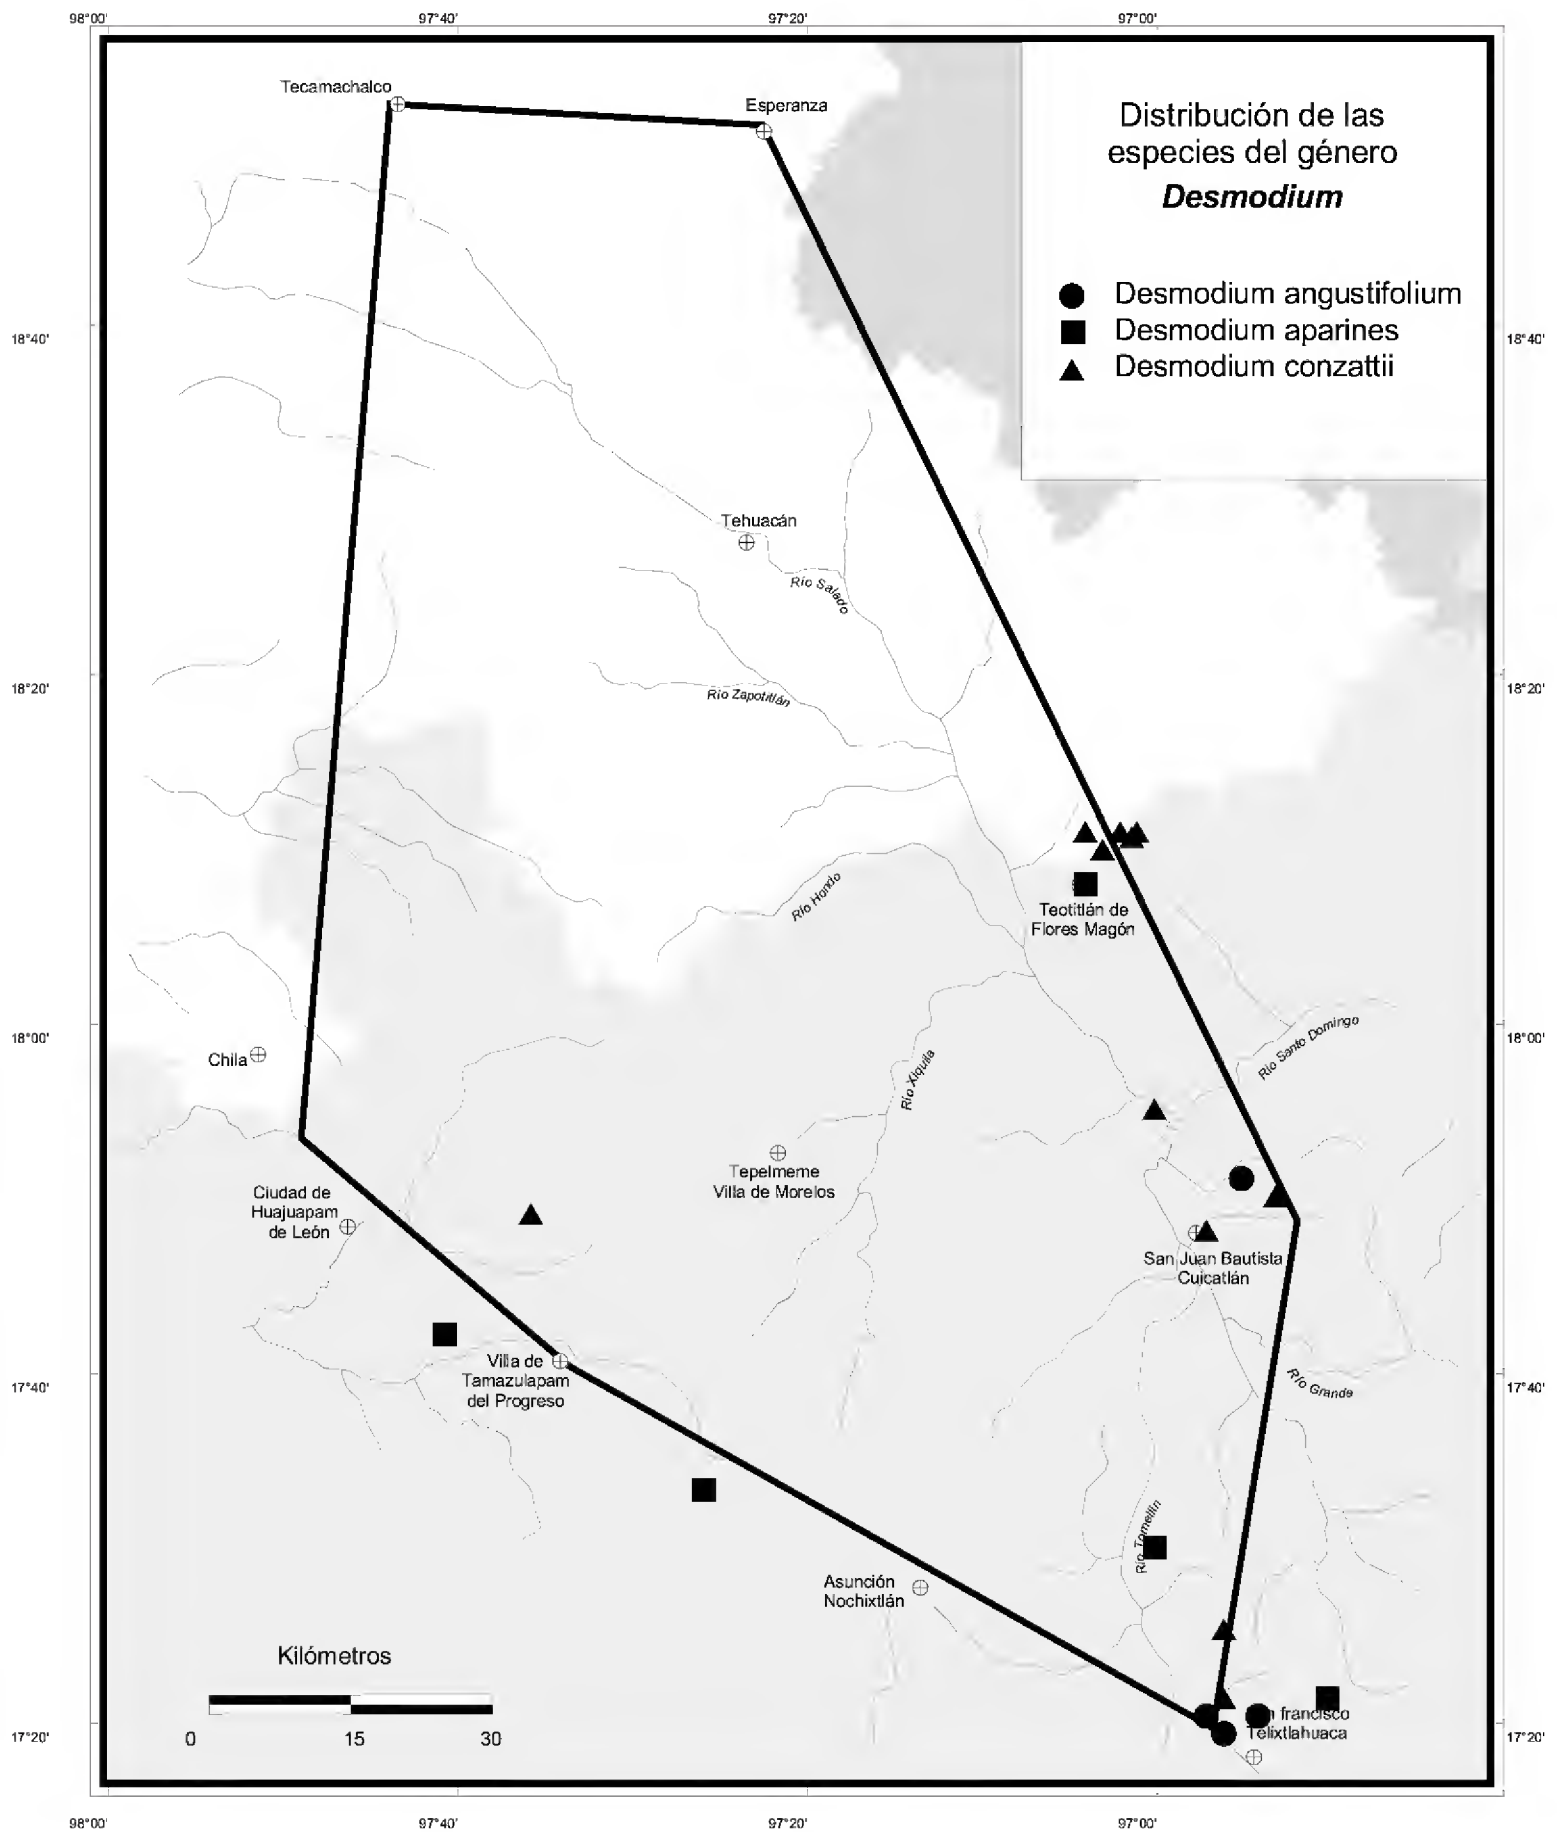 98°00' 97°40' 97°20' 97°00'
Tecamachalco
Esperanza
Distribución de las
especies del género
Desmodium
Desmodium angustifolium
Desmodium aparines
Desmodium conzattii
18°40' 18°40'
Tehuacán
Río Salado
18°20' 18°20'
Río Zapotitlán
Río Hondo
Teotitlán de
Flores Magón
18°00' 18°00'
Río Santo Domingo
Chila
Río Xiquila
Tepelmeme
Villa de Morelos
Ciudad de
Huajuapam
de León
San Juan Bautista
Cuicatlán
17°40' 17°40'
Villa de
Tamazulapam
del Progreso
Río Grande
Río Tomellin
Asunción
Nochixtlán
Kilómetros
0 15 30
francisco
Telixtlahuaca
17°20' 17°20'
98°00' 97°40' 97°20' 97°00'